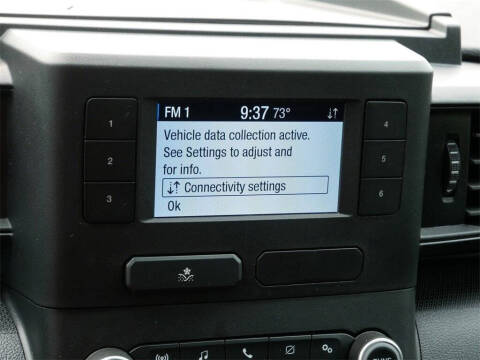 FM 1 9:37 73°
Vehicle data collection active.
See Settings to adjust and
for info.
Connectivity settings
Ok
1
2
3
4
5
6
TUNE